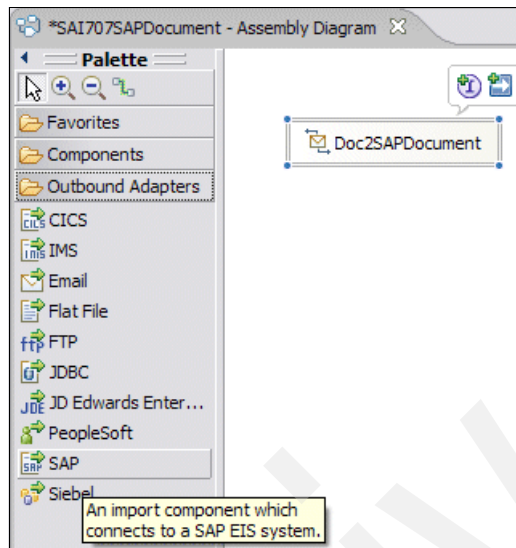 *SAI707SAPDocument - Assembly Diagram
Palette
Favorites
Components
Outbound Adapters
CICS
IMS
Email
Flat File
FTP
JDBC
JD Edwards Enter...
PeopleSoft
SAP
Siebel
An import component which
connects to a SAP EIS system.
Doc2SAPDocument